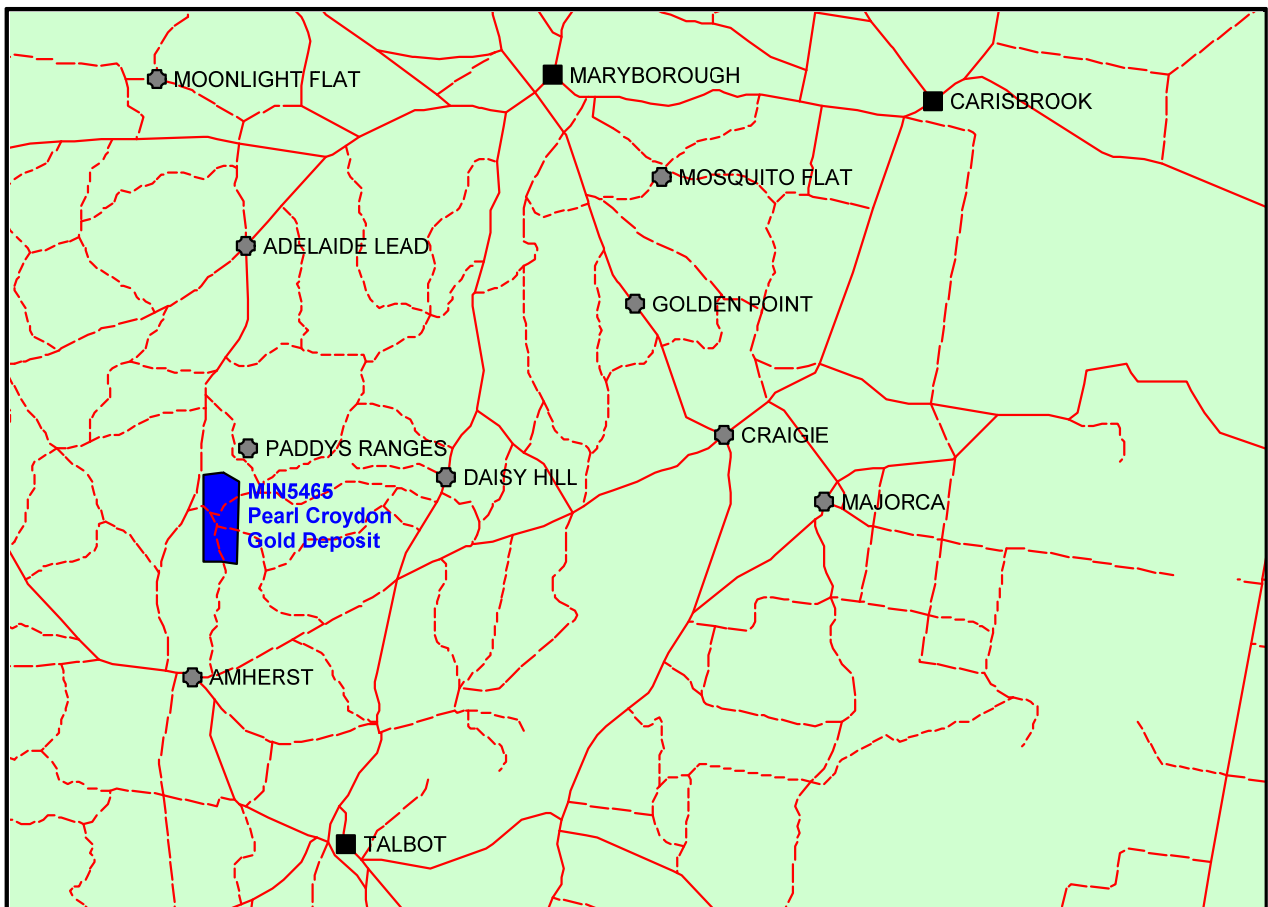 MARYBOROUGH
MOONLIGHT FLAT
CARISBROOK
MOSQUITO FLAT
ADELAIDE LEAD
GOLDEN POINT
CRAIGIE
PADDYS RANGES
DAISY HILL
MIN5465
Pearl Croydon
Gold Deposit
MAJORCA
AMHERST
TALBOT